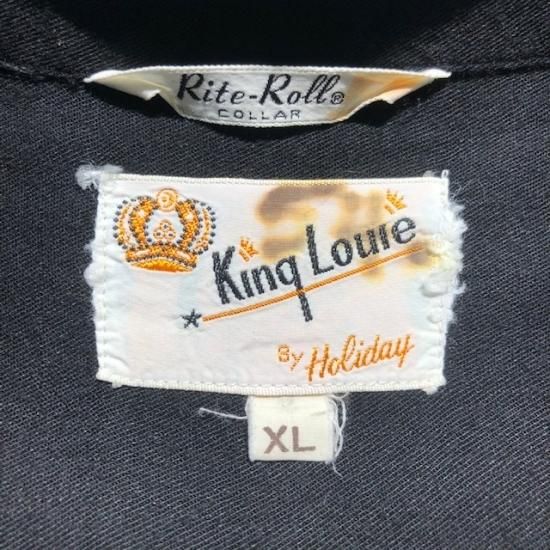 Rite-Roll®
COLLAR
King Louie
By Holiday
XL